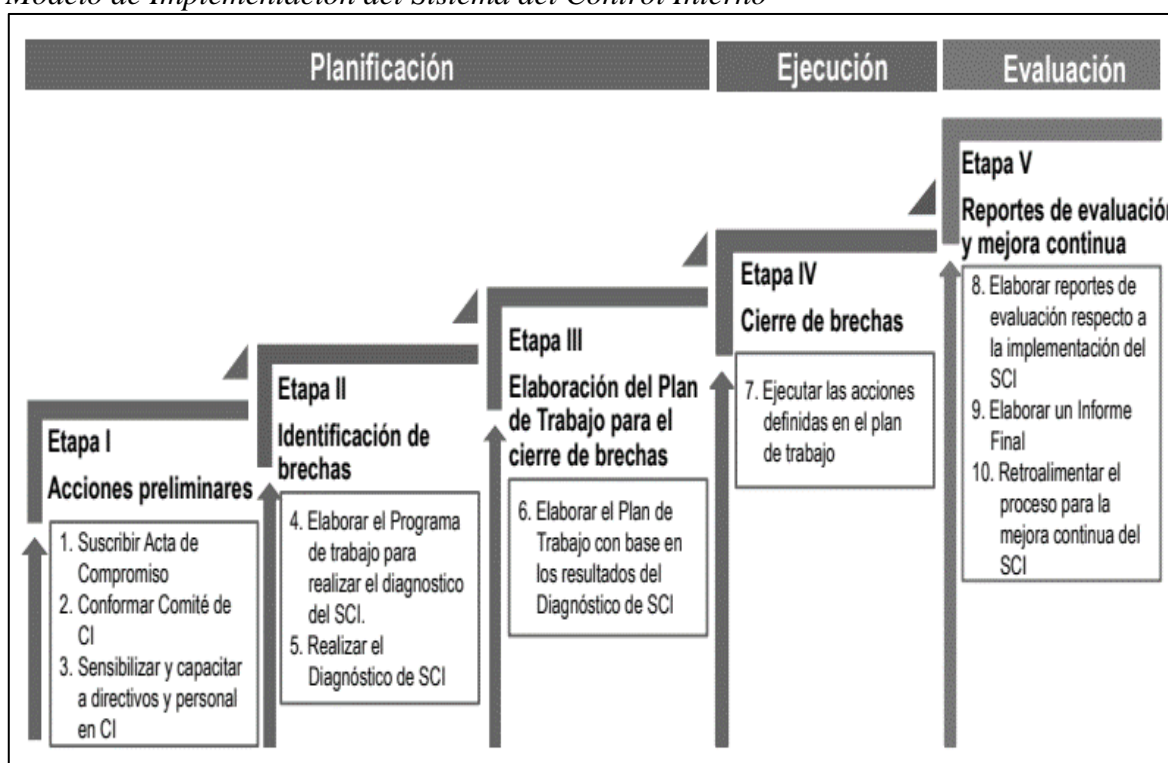 Modelo de Implementación del Sistema del Control Interno
Planificación
Ejecución
Evaluación
Etapa I
Acciones preliminares
1. Suscribir Acta de
Compromiso
2. Conformar Comité de
CI
3. Sensibilizar y capacitar
a directivos y personal
en CI
Etapa II
Identificación de
brechas
4. Elaborar el Programa
de trabajo para
realizar el diagnostico
del SCI.
5. Realizar el
Diagnóstico de SCI
Etapa III
Elaboración del Plan
de Trabajo para el
cierre de brechas
6. Elaborar el Plan de
Trabajo con base en
los resultados del
Diagnóstico de SCI
Etapa IV
Cierre de brechas
7. Ejecutar las acciones
definidas en el plan
de trabajo
Etapa V
Reportes de evaluación
y mejora continua
8. Elaborar reportes de
evaluación respecto a
la implementación del
SCI
9. Elaborar un Informe
Final
10. Retroalimentar el
proceso para la
mejora continua del
SCI